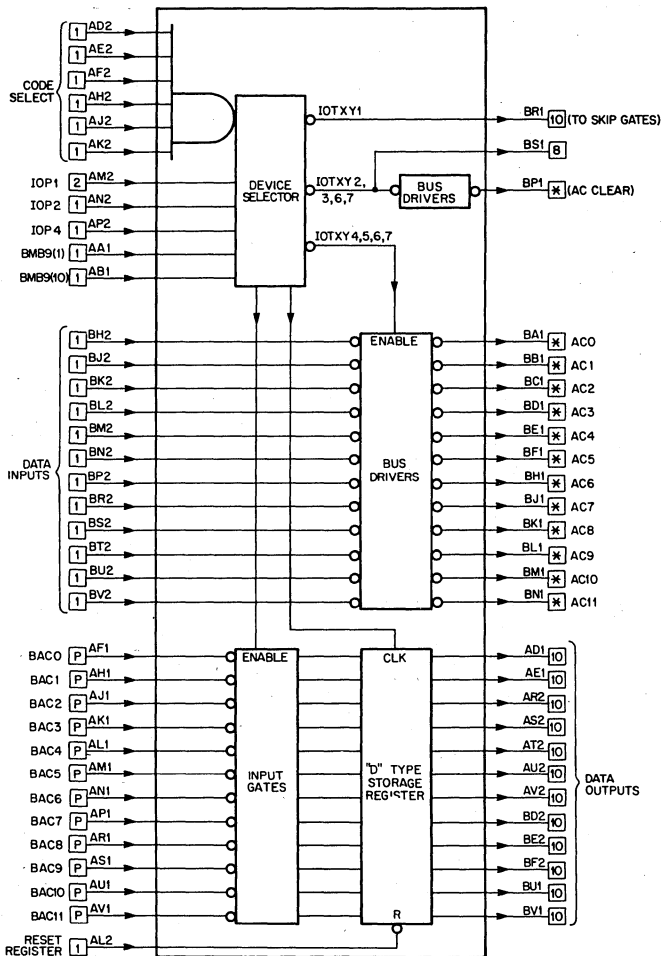 CODE SELECT
1 AD2
1 AE2
1 AF2
1 AH2
1 AJ2
1 AK2
IOP1 2 AM2
IOP2 1 AN2
IOP4 1 AP2
BMB9(1) 1 AA1
BMB9(10) 1 AB1
DEVICE SELECTOR
IOTXY1
BR1 10 (TO SKIP GATES)
BS1 8
IOTXY2, 3,6,7
BUS DRIVERS
BP1 * (AC CLEAR)
IOTXY4,5,6,7
DATA INPUTS
1 BH2
1 BJ2
1 BK2
1 BL2
1 BM2
1 BN2
1 BP2
1 BR2
1 BS2
1 BT2
1 BU2
1 BV2
ENABLE
BUS DRIVERS
BA1 * AC0
BB1 * AC1
BC1 * AC2
BD1 * AC3
BE1 * AC4
BF1 * AC5
BH1 * AC6
BJ1 * AC7
BK1 * AC8
BL1 * AC9
BM1 * AC10
BN1 * AC11
BAC0 P AF1
BAC1 P AH1
BAC2 P AJ1
BAC3 P AK1
BAC4 P AL1
BAC5 P AM1
BAC6 P AN1
BAC7 P AP1
BAC8 P AR1
BAC9 P AS1
BAC10 P AU1
BAC11 P AV1
RESET REGISTER 1 AL2
ENABLE
INPUT GATES
CLK
"D" TYPE STORAGE REGISTER
R
AD1 10
AE1 10
AR2 10
AS2 10
AT2 10
AU2 10
AV2 10
BD2 10
BE2 10
BF2 10
BU1 10
BV1 10
DATA OUTPUTS